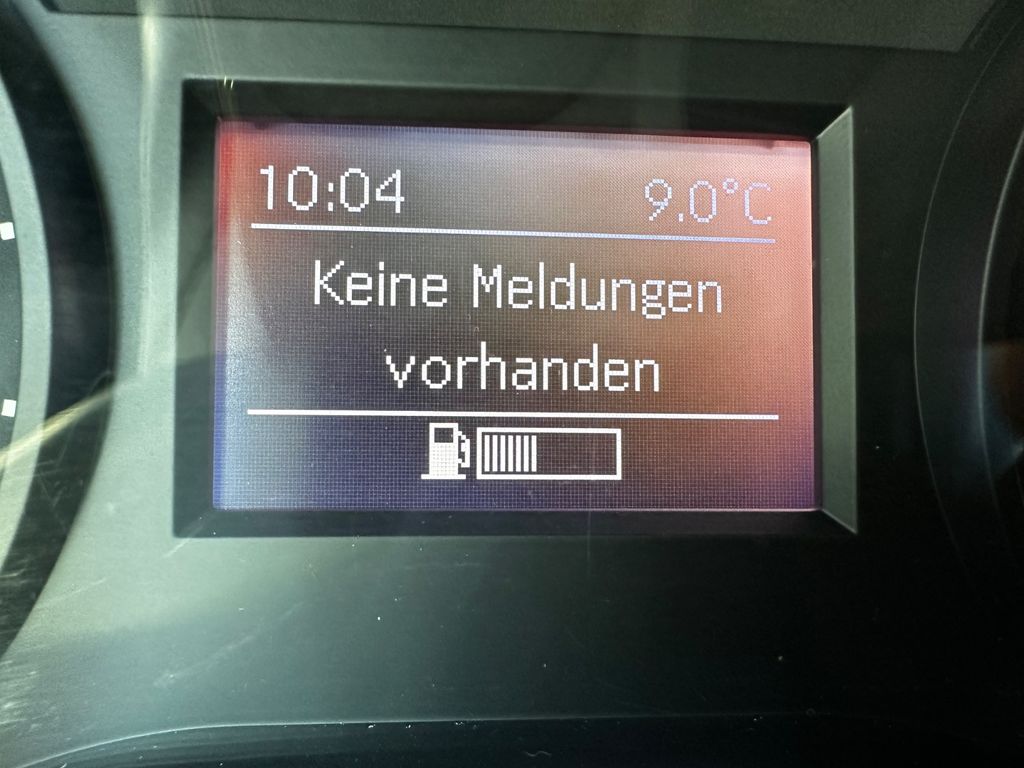 10:04 9.0°C
Keine Meldungen
vorhanden